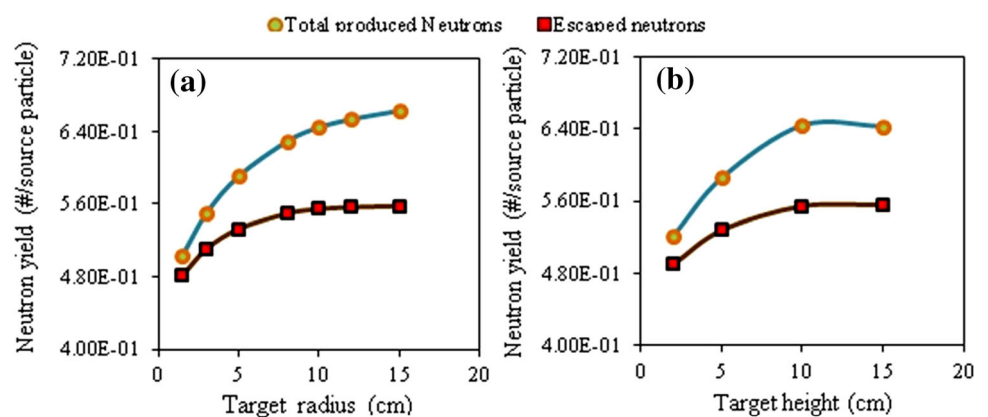 Total produced Neutrons
Escaped neutrons
(a)
Neutron yield (#/source particle)
7.20E-01
6.40E-01
5.60E-01
4.80E-01
4.00E-01
0 5 10 15 20
Target radius (cm)
(b)
Neutron yield (#/source particle)
7.20E-01
6.40E-01
5.60E-01
4.80E-01
4.00E-01
0 5 10 15 20
Target height (cm)